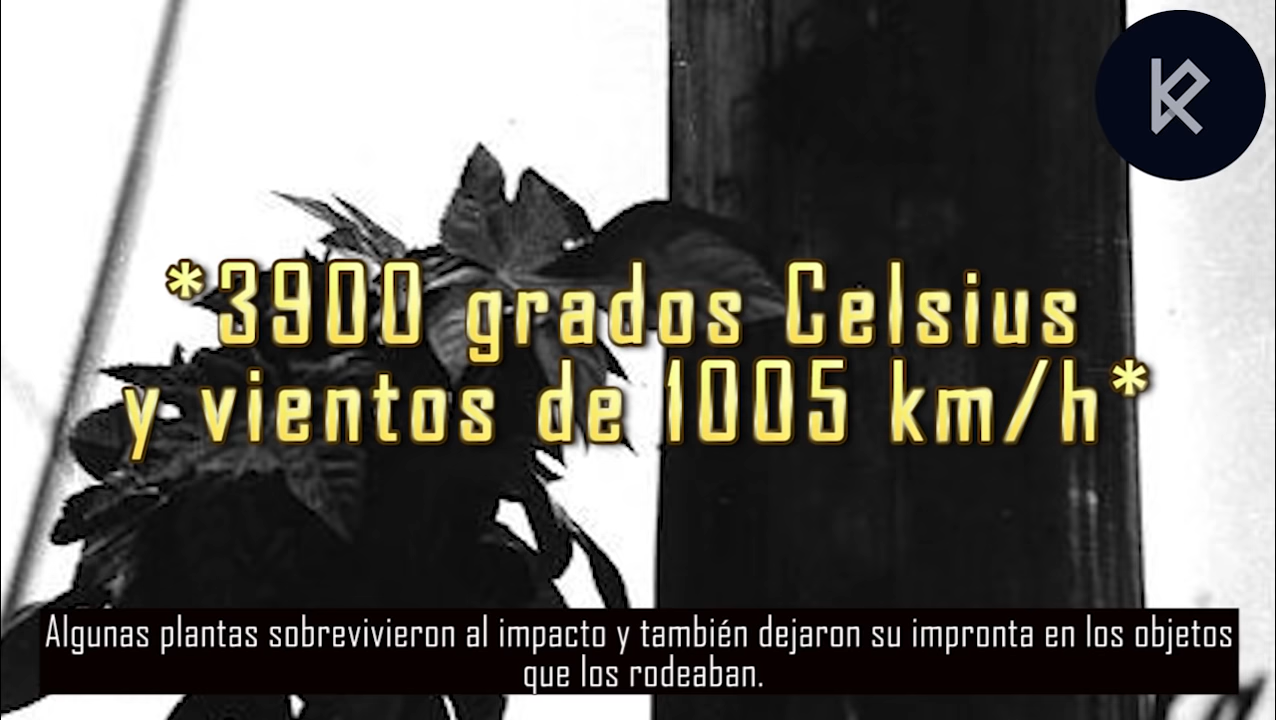 *3900 grados Celsius
y vientos de 1005 km/h*
Algunas plantas sobrevivieron al impacto y también dejaron su impronta en los objetos
que los rodeaban.